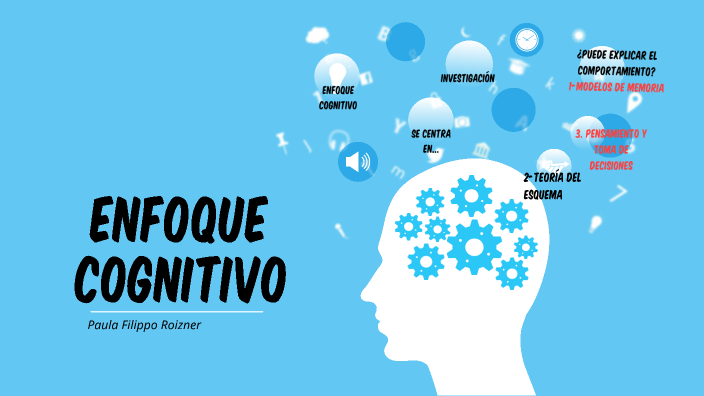 ENFOQUE
COGNITIVO
Paula Filippo Roizner
ENFOQUE
COGNITIVO
INVESTIGACIÓN
SE CENTRA
EN...
¿PUEDE EXPLICAR EL
COMPORTAMIENTO?
1-MODELOS DE MEMORIA
2- TEORÍA DEL
ESQUEMA
3. PENSAMIENTO Y
TOMA DE
DECISIONES